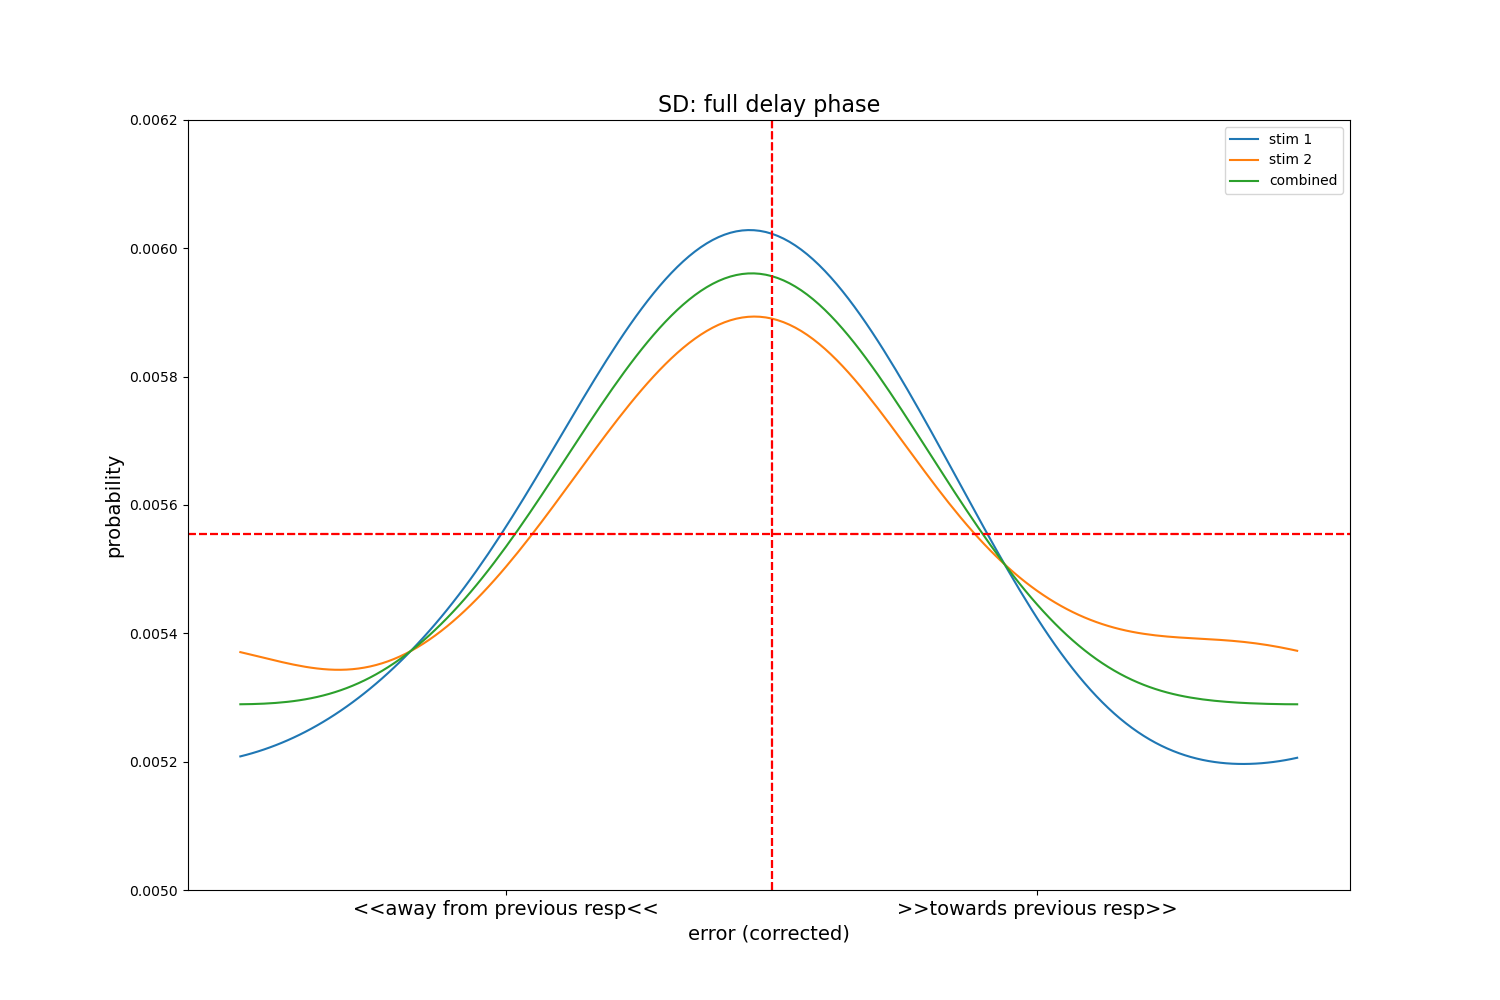 SD: full delay phase
0.0062
stim 1
stim 2
combined
0.0060
0.0058
0.0056
0.0054
0.0052
0.0050
probability
<<away from previous resp<<
>>towards previous resp>>
error (corrected)